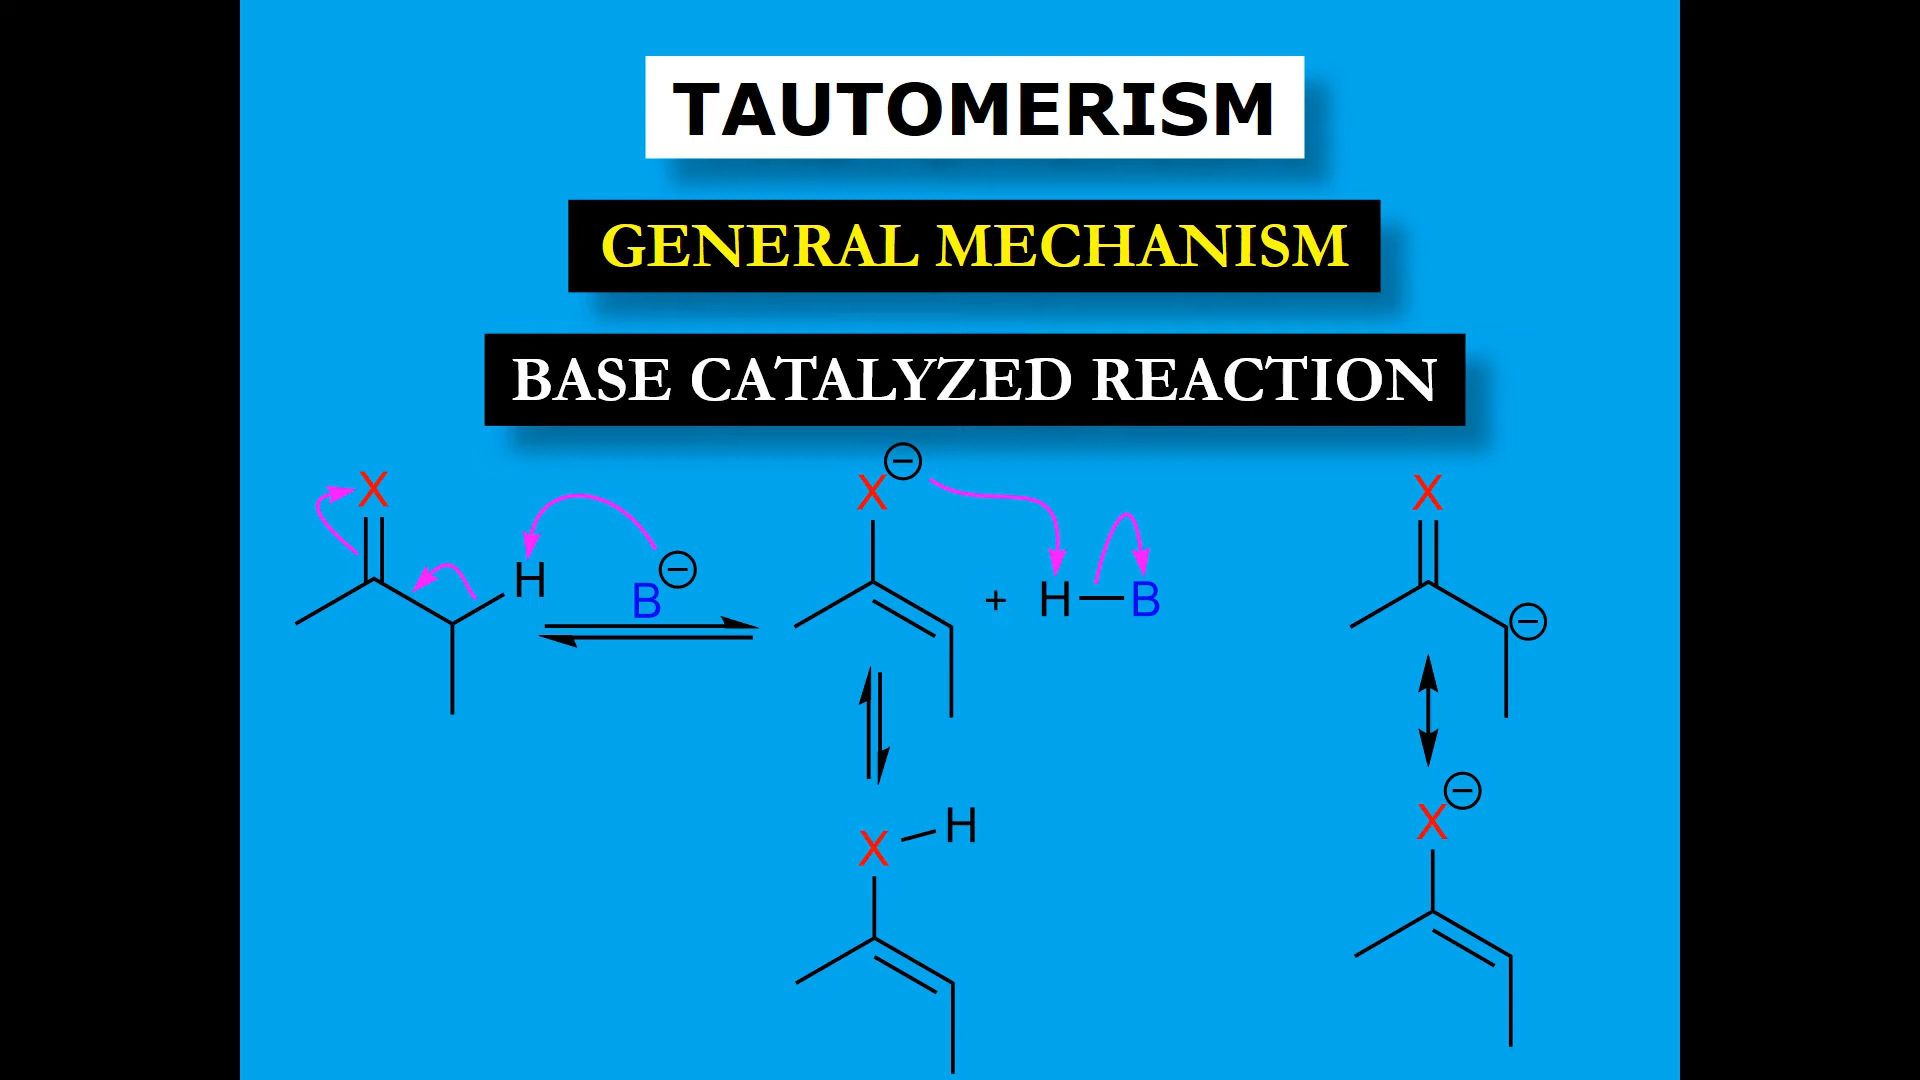 TAUTOMERISM
GENERAL MECHANISM
BASE CATALYZED REACTION
X
H
B
−
X
−
+
H
B
X
−
X
H
X
−